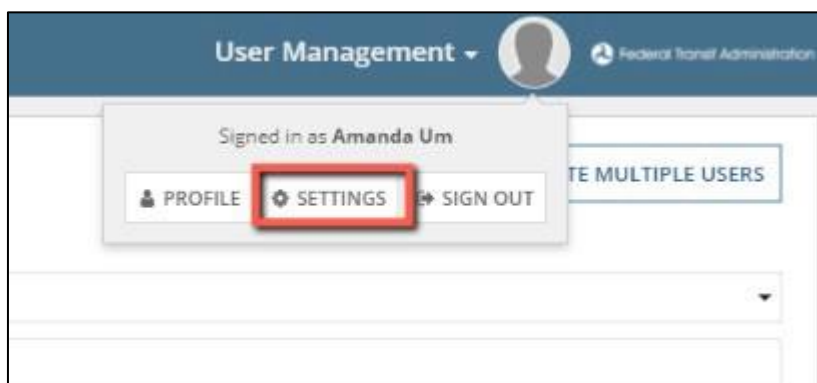 User Management
Federal Transit Administration
Signed in as Amanda Um
TE MULTIPLE USERS
PROFILE
SETTINGS
SIGN OUT